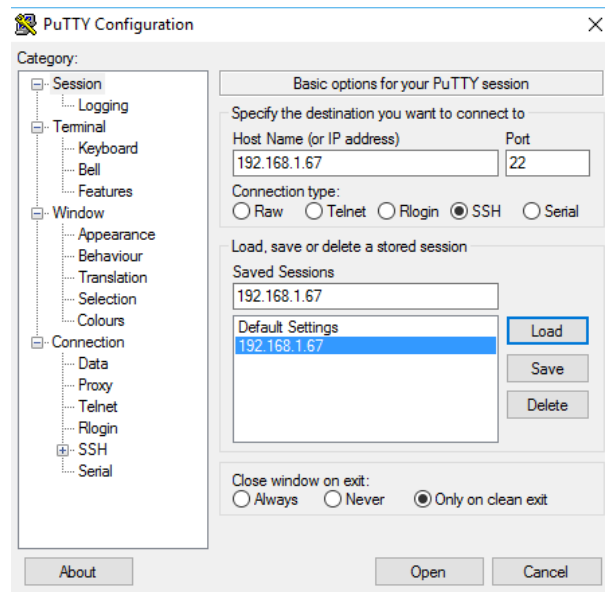 PuTTY Configuration
Category:
Session
Logging
Terminal
Keyboard
Bell
Features
Window
Appearance
Behaviour
Translation
Selection
Colours
Connection
Data
Proxy
Telnet
Rlogin
SSH
Serial
Basic options for your PuTTY session
Specify the destination you want to connect to
Host Name (or IP address) Port
192.168.1.67 22
Connection type:
Raw Telnet Rlogin SSH Serial
Load, save or delete a stored session
Saved Sessions
192.168.1.67
Default Settings
192.168.1.67
Load
Save
Delete
Close window on exit:
Always Never Only on clean exit
About Open Cancel